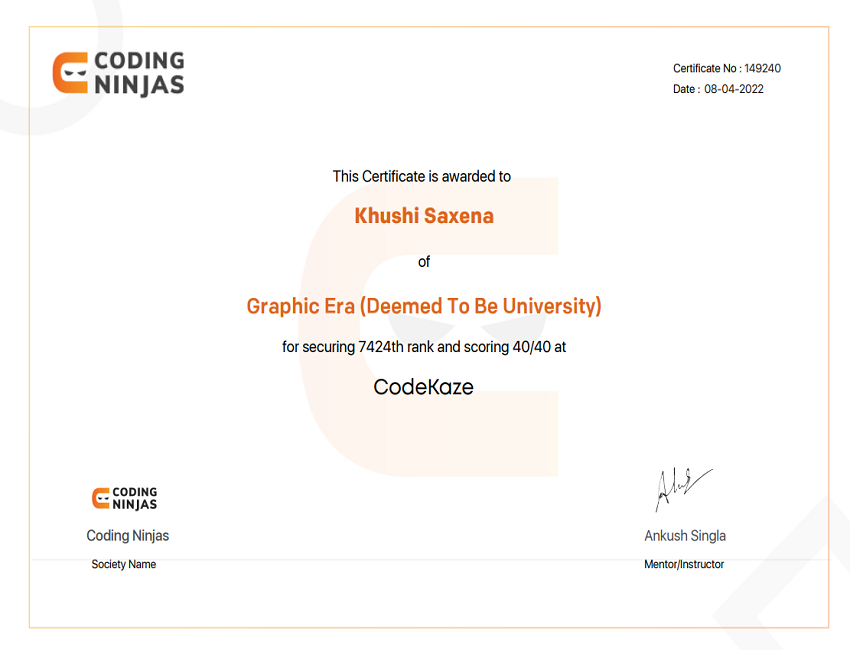 CODING
NINJAS
Certificate No : 149240
Date : 08-04-2022
This Certificate is awarded to
Khushi Saxena
of
Graphic Era (Deemed To Be University)
for securing 7424th rank and scoring 40/40 at
CodeKaze
CODING
NINJAS
Coding Ninjas
Society Name
Ankush Singla
Mentor/Instructor